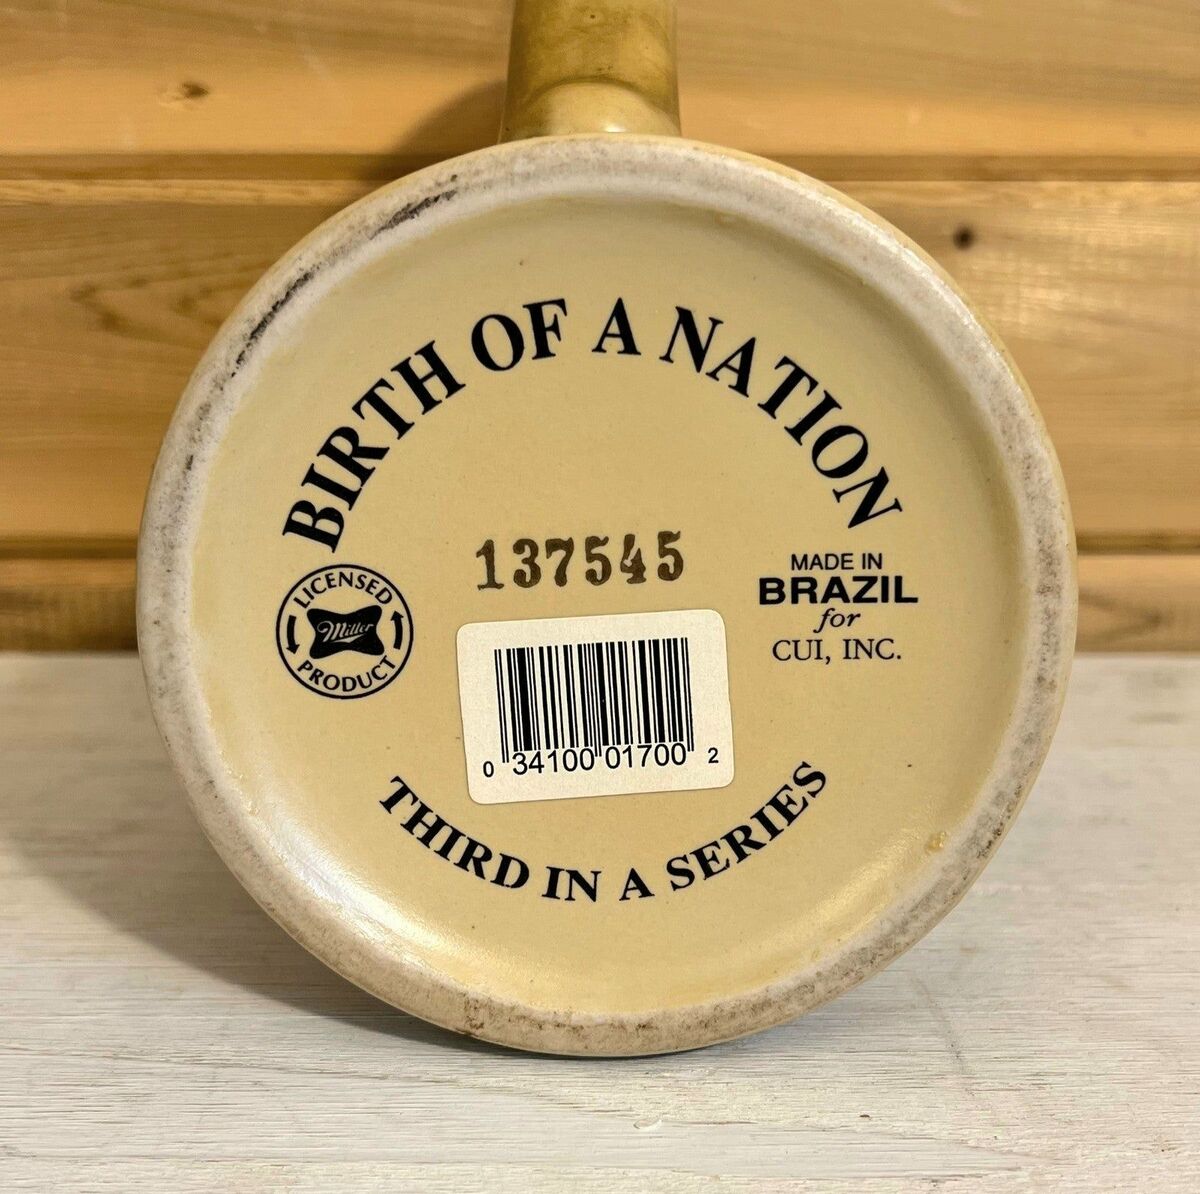 BIRTH OF A NATION
137545
LICENSED
Miller
PRODUCT
MADE IN
BRAZIL
for
CUI, INC.
0 34100 01700 2
THIRD IN A SERIES